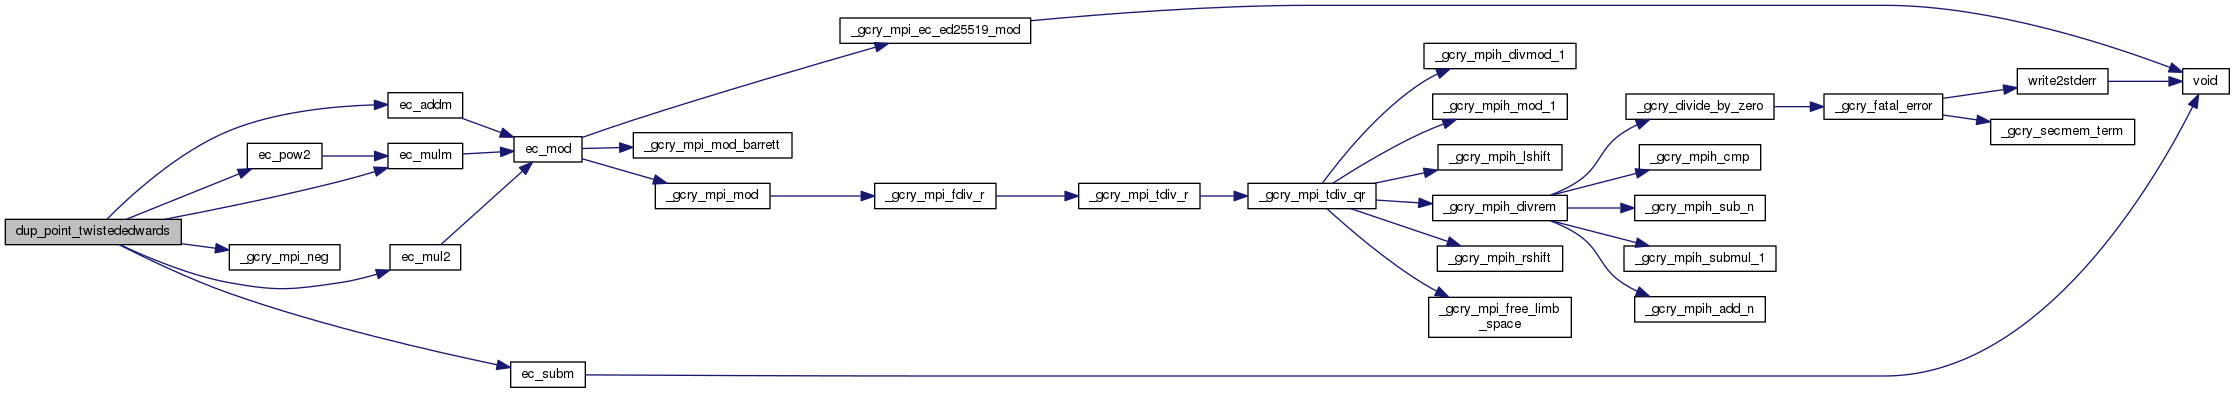 dup_point_twistededwards
ec_addm
ec_pow2
ec_mulm
_gcry_mpi_neg
ec_mul2
ec_subm
ec_mod
_gcry_mpi_ec_ed25519_mod
_gcry_mpi_mod_barrett
_gcry_mpi_mod
_gcry_mpi_fdiv_r
_gcry_mpi_tdiv_r
_gcry_mpi_tdiv_qr
_gcry_mpih_divmod_1
_gcry_mpih_mod_1
_gcry_mpih_lshift
_gcry_mpih_divrem
_gcry_mpih_rshift
_gcry_mpi_free_limb
_space
_gcry_divide_by_zero
_gcry_mpih_cmp
_gcry_mpih_sub_n
_gcry_mpih_submul_1
_gcry_mpih_add_n
_gcry_fatal_error
write2stderr
_gcry_secmem_term
void